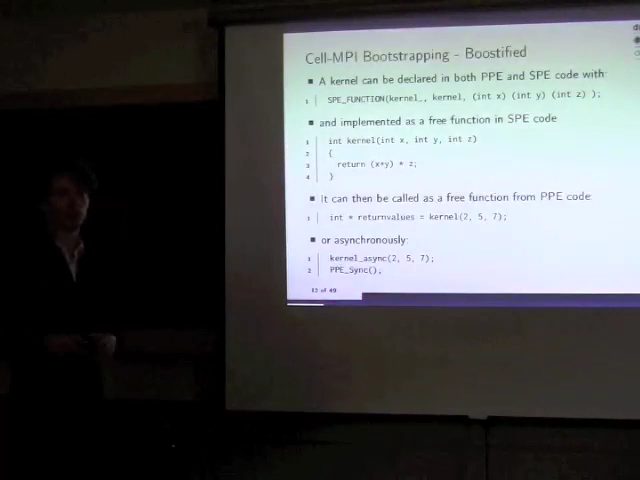 Cell-MPI Bootstrapping - Boostified
A kernel can be declared in both PPE and SPE code with:
1 SPE_FUNCTION(kernel_, kernel, (int x) (int y) (int z) );
and implemented as a free function in SPE code
1 int kernel(int x, int y, int z)
2 {
3 return (x+y) * z;
4 }
It can then be called as a free function from PPE code:
1 int * returnvalues = kernel(2, 5, 7);
or asynchronously:
1 kernel_async(2, 5, 7);
2 PPE_Sync();
13 of 49